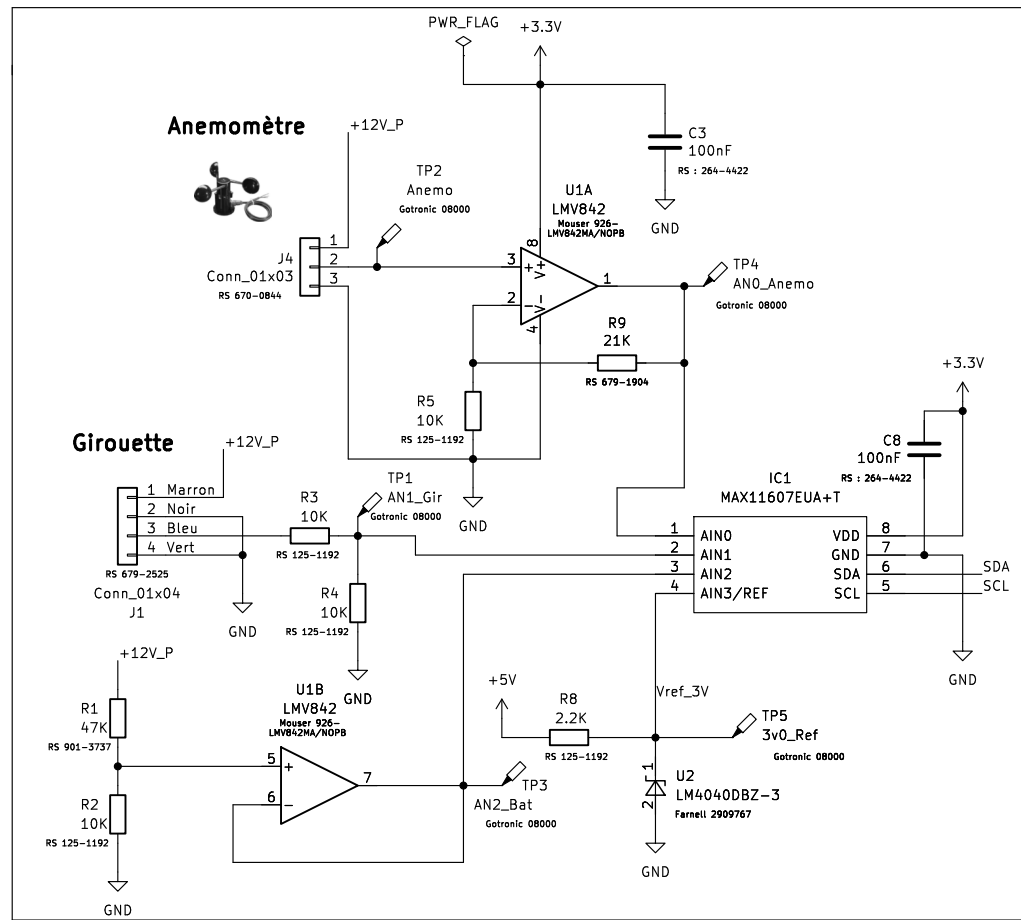 PWR_FLAG
+3.3V
C3
100nF
RS : 264-4422
GND
Anemomètre
+12V_P
TP2
Anemo
Gotronic 08000
U1A
LMV842
Mouser 926-
LMV842MA/NOPB
J4
Conn_01x03
RS 670-0844
1
2
3
3
+
8
V+
2
–
V-
4
1
TP4
AN0_Anemo
Gotronic 08000
R9
21K
RS 679-1904
R5
10K
RS 125-1192
GND
+3.3V
C8
100nF
RS : 264-4422
Girouette
+12V_P
1 Marron
2 Noir
3 Bleu
4 Vert
RS 679-2525
Conn_01x04
J1
GND
R3
10K
RS 125-1192
TP1
AN1_Gir
Gotronic 08000
R4
10K
RS 125-1192
GND
IC1
MAX11607EUA+T
1 AIN0
2 AIN1
3 AIN2
4 AIN3/REF
VDD 8
GND 7
SDA 6
SCL 5
SDA
SCL
GND
+12V_P
R1
47K
RS 901-3737
R2
10K
RS 125-1192
GND
U1B
LMV842
Mouser 926-
LMV842MA/NOPB
5
+
6
–
7
TP3
AN2_Bat
Gotronic 08000
+5V
R8
2.2K
RS 125-1192
Vref_3V
TP5
3v0_Ref
Gotronic 08000
1
2
U2
LM4040DBZ-3
Farnell 2909767
GND